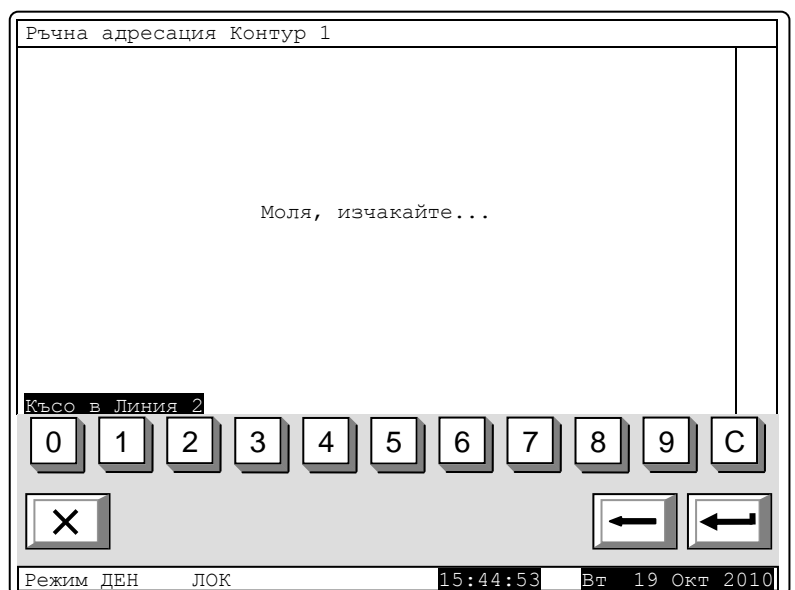 Ръчна адресация Контур 1
Моля, изчакайте...
Късо в Линия 2
0 1 2 3 4 5 6 7 8 9 C
Режим ДЕН ЛОК 15:44:53 Вт 19 Окт 2010